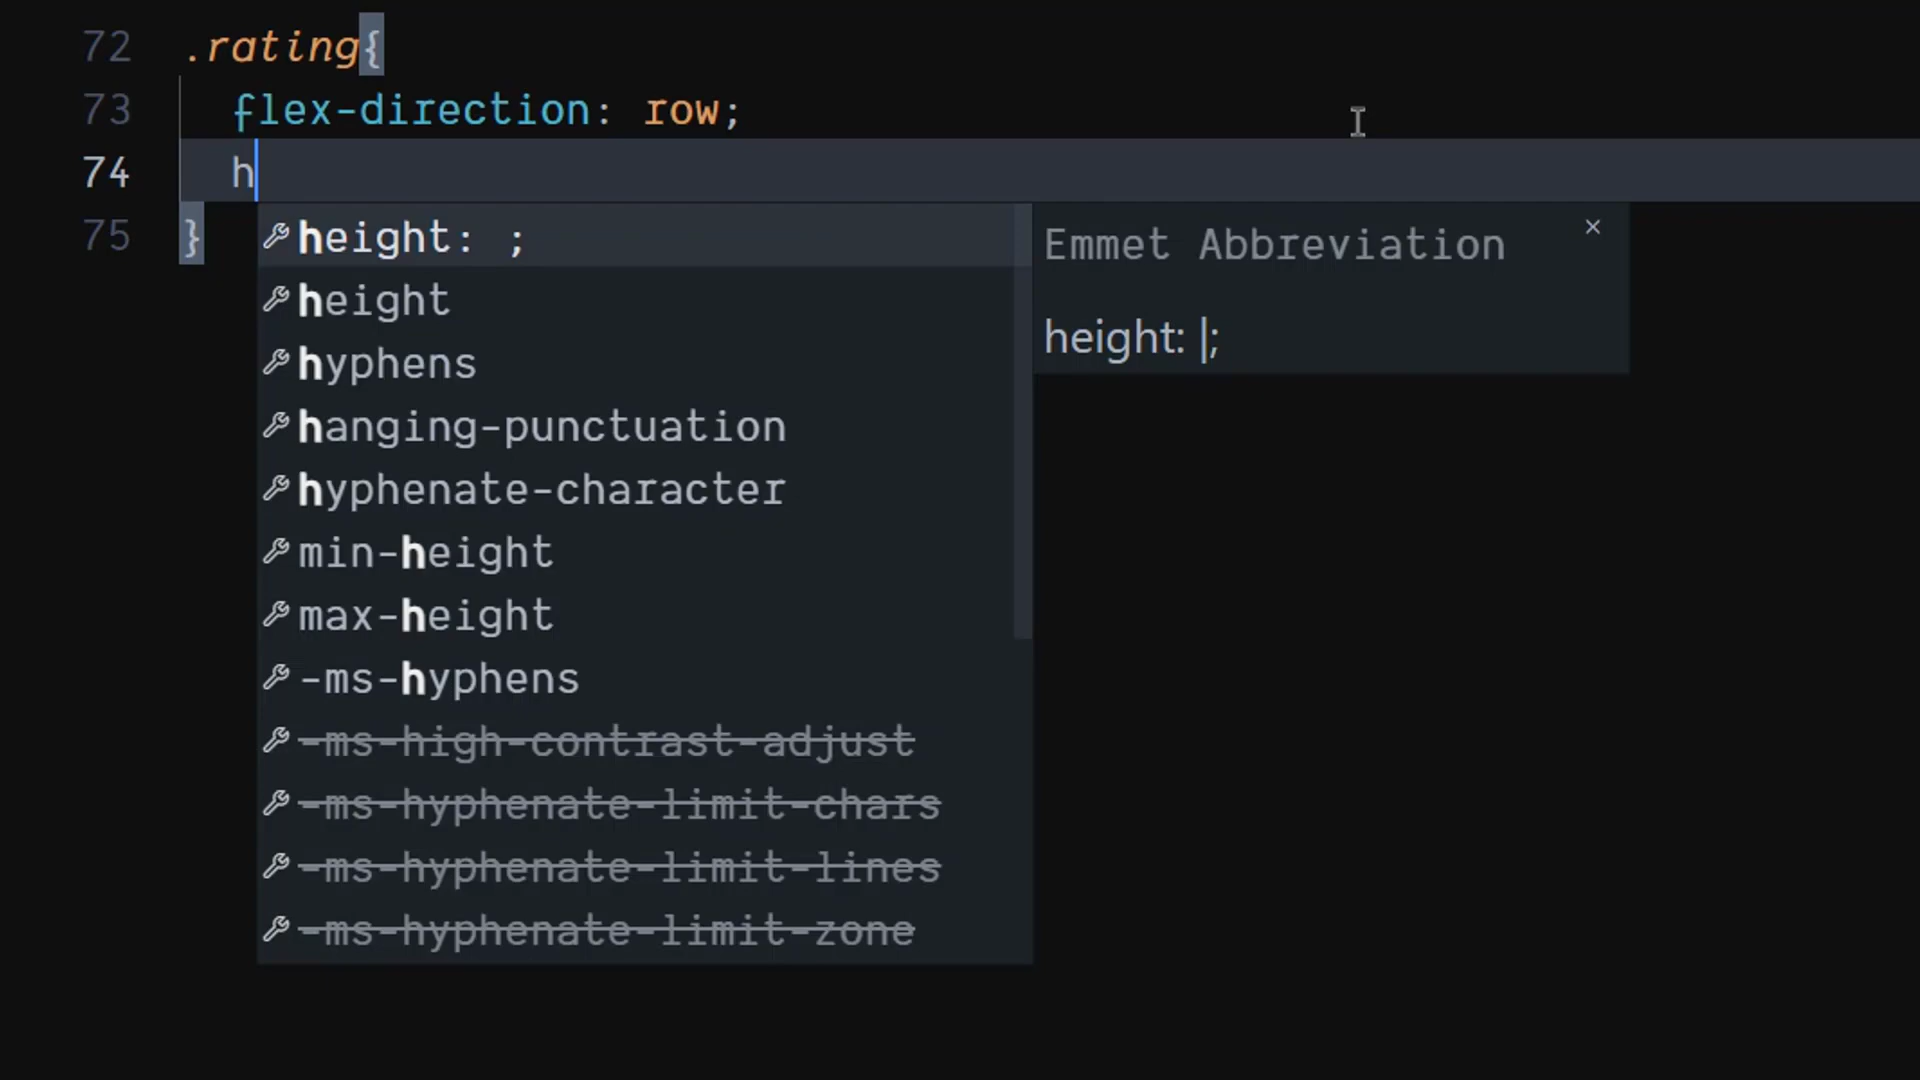 72 .rating{
73 flex-direction: row;
74 h
75 }
height: ;
height
hyphens
hanging-punctuation
hyphenate-character
min-height
max-height
-ms-hyphens
-ms-high-contrast-adjust
-ms-hyphenate-limit-chars
-ms-hyphenate-limit-lines
-ms-hyphenate-limit-zone
Emmet Abbreviation
height: |;